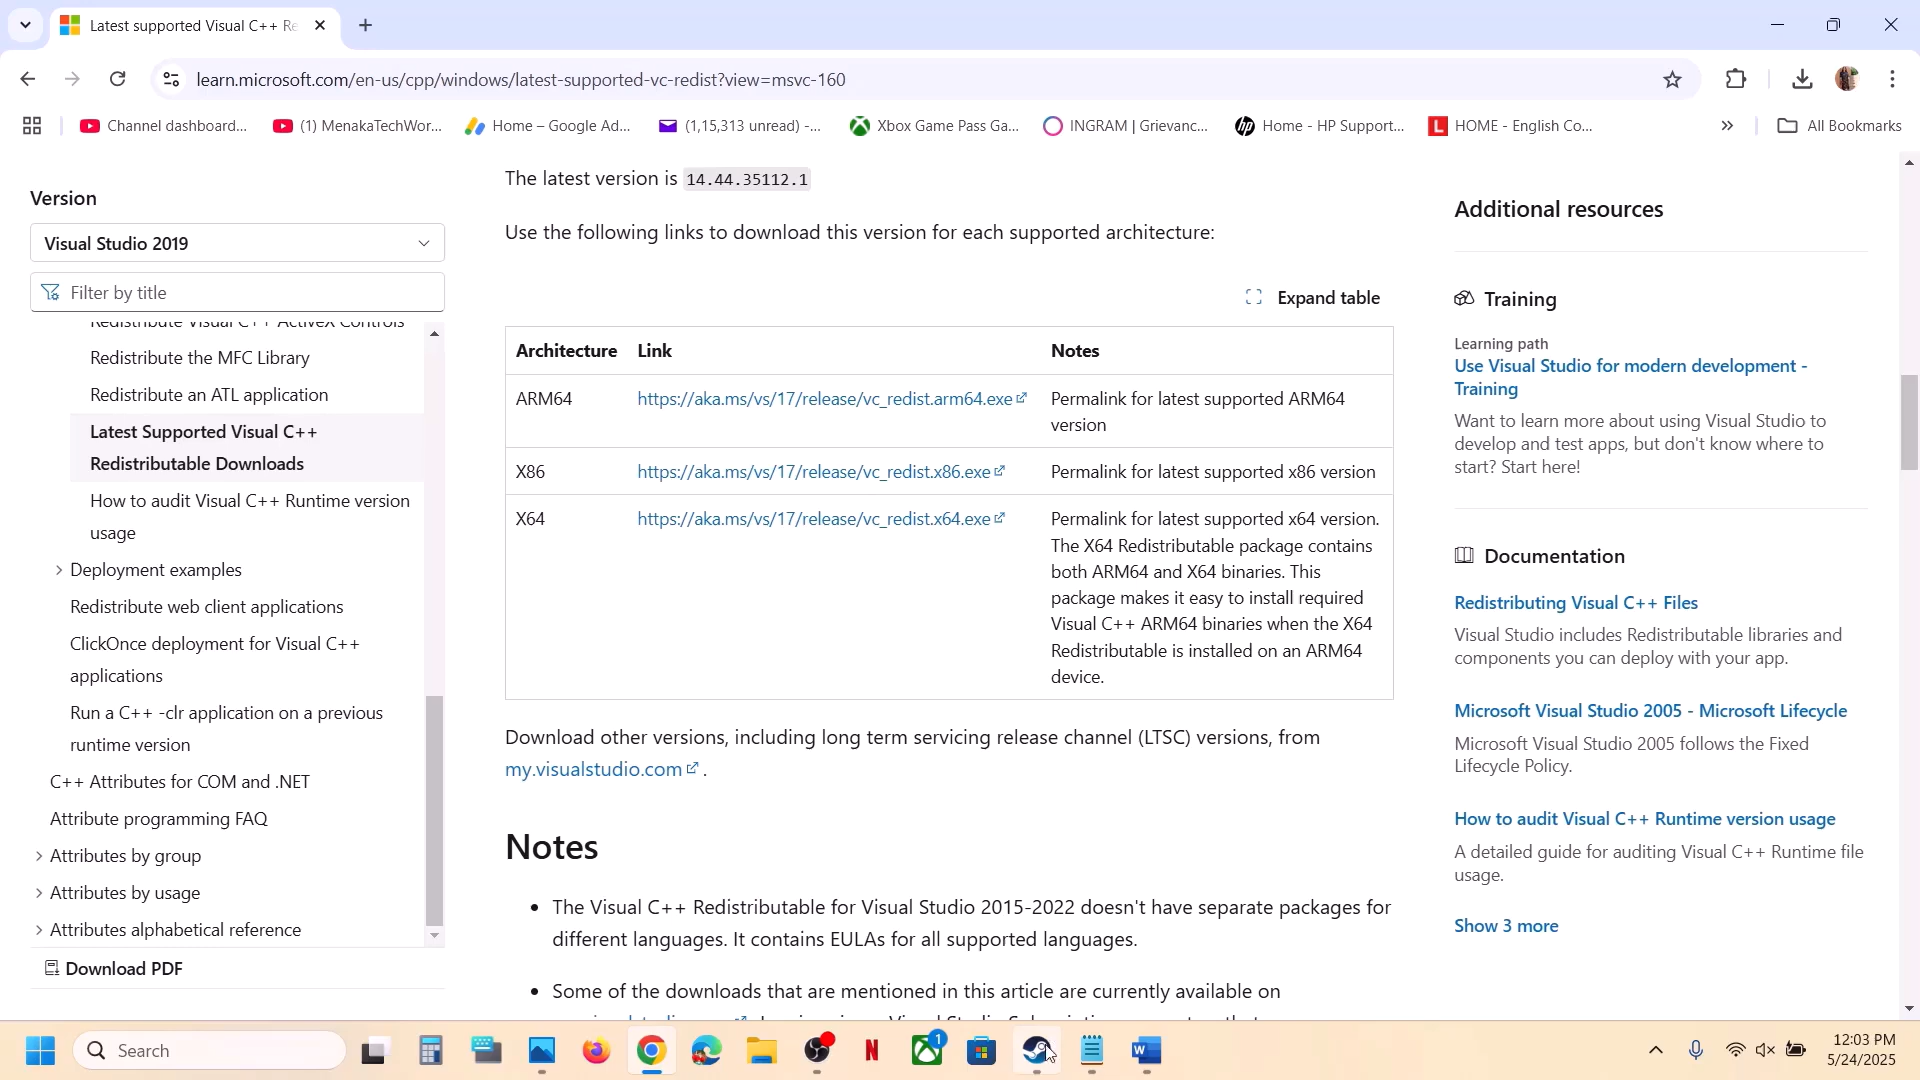 Latest supported Visual C++ Re
learn.microsoft.com/en-us/cpp/windows/latest-supported-vc-redist?view=msvc-160
Channel dashboard...
(1) MenakaTechWor...
Home – Google Ad...
(1,15,313 unread) -...
Xbox Game Pass Ga...
INGRAM | Grievanc...
Home - HP Support...
HOME - English Co...
All Bookmarks
Version
Visual Studio 2019
Filter by title
Redistribute Visual C++ ActiveX Controls
Redistribute the MFC Library
Redistribute an ATL application
Latest Supported Visual C++
Redistributable Downloads
How to audit Visual C++ Runtime version
usage
Deployment examples
Redistribute web client applications
ClickOnce deployment for Visual C++
applications
Run a C++ -clr application on a previous
runtime version
C++ Attributes for COM and .NET
Attribute programming FAQ
Attributes by group
Attributes by usage
Attributes alphabetical reference
Download PDF
The latest version is 14.44.35112.1
Use the following links to download this version for each supported architecture:
Expand table
Architecture Link Notes
ARM64 https://aka.ms/vs/17/release/vc_redist.arm64.exe Permalink for latest supported ARM64
version
X86 https://aka.ms/vs/17/release/vc_redist.x86.exe Permalink for latest supported x86 version
X64 https://aka.ms/vs/17/release/vc_redist.x64.exe Permalink for latest supported x64 version.
The X64 Redistributable package contains
both ARM64 and X64 binaries. This
package makes it easy to install required
Visual C++ ARM64 binaries when the X64
Redistributable is installed on an ARM64
device.
Download other versions, including long term servicing release channel (LTSC) versions, from
my.visualstudio.com .
Notes
• The Visual C++ Redistributable for Visual Studio 2015-2022 doesn't have separate packages for
different languages. It contains EULAs for all supported languages.
• Some of the downloads that are mentioned in this article are currently available on
Additional resources
Training
Learning path
Use Visual Studio for modern development -
Training
Want to learn more about using Visual Studio to
develop and test apps, but don't know where to
start? Start here!
Documentation
Redistributing Visual C++ Files
Visual Studio includes Redistributable libraries and
components you can deploy with your app.
Microsoft Visual Studio 2005 - Microsoft Lifecycle
Microsoft Visual Studio 2005 follows the Fixed
Lifecycle Policy.
How to audit Visual C++ Runtime version usage
A detailed guide for auditing Visual C++ Runtime file
usage.
Show 3 more
Search
1
12:03 PM
5/24/2025